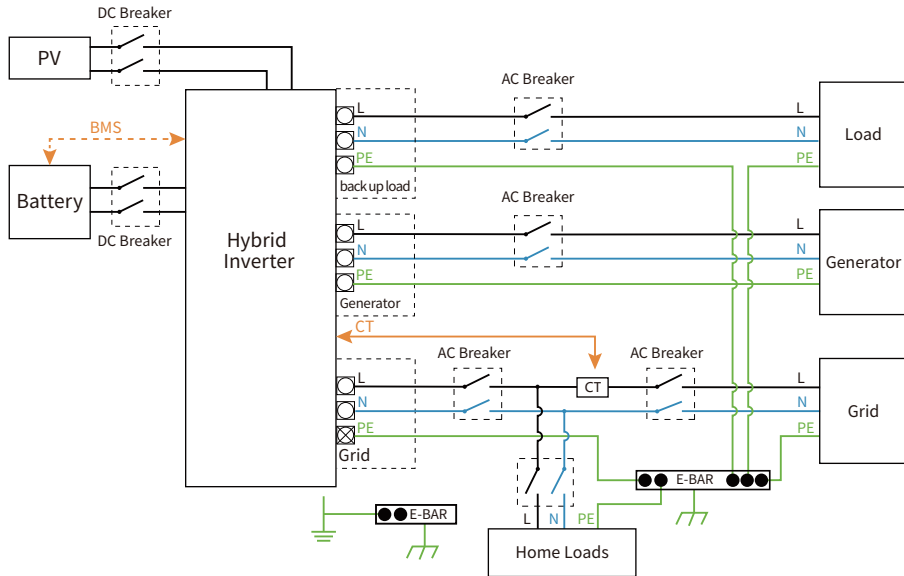 DC Breaker
PV
BMS
Battery
DC Breaker
Hybrid
Inverter
L
N
PE
back up load
AC Breaker
L
N
PE
Load
L
N
PE
Generator
AC Breaker
L
N
PE
Generator
CT
L
N
PE
Grid
AC Breaker
CT
AC Breaker
L
N
PE
Grid
E-BAR
E-BAR
L
N
PE
Home Loads